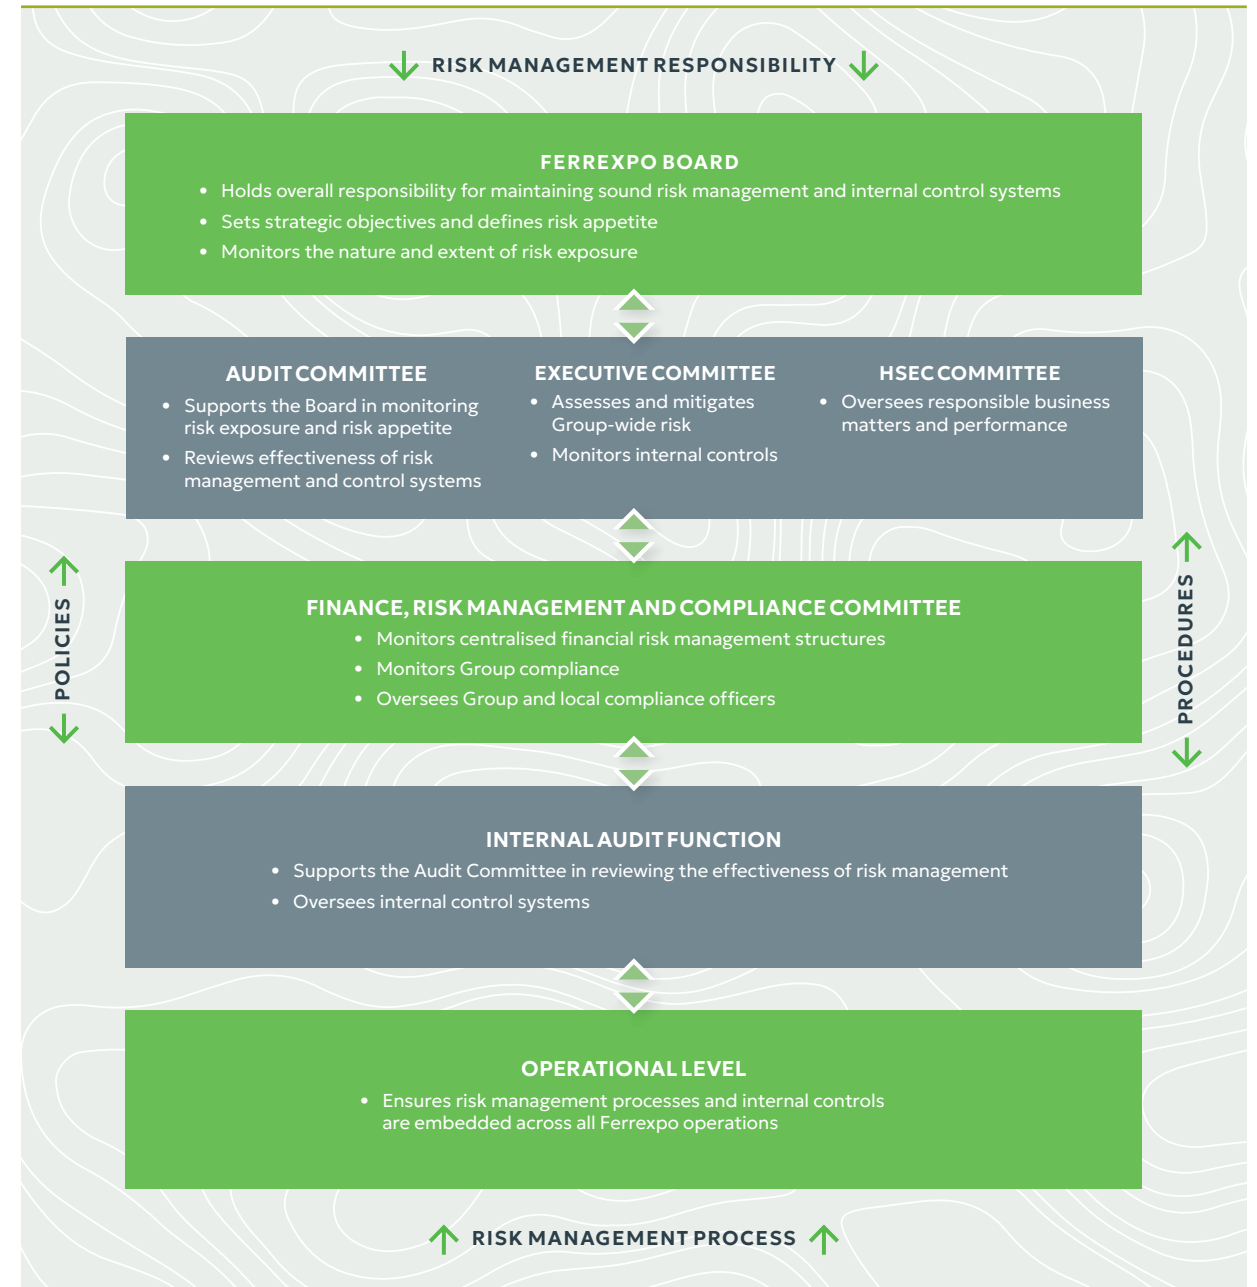 RISK MANAGEMENT RESPONSIBILITY
FERREXPO BOARD
• Holds overall responsibility for maintaining sound risk management and internal control systems
• Sets strategic objectives and defines risk appetite
• Monitors the nature and extent of risk exposure
AUDIT COMMITTEE
• Supports the Board in monitoring
risk exposure and risk appetite
• Reviews effectiveness of risk
management and control systems
EXECUTIVE COMMITTEE
• Assesses and mitigates
Group-wide risk
• Monitors internal controls
HSEC COMMITTEE
• Oversees responsible business
matters and performance
POLICIES
FINANCE, RISK MANAGEMENT AND COMPLIANCE COMMITTEE
• Monitors centralised financial risk management structures
• Monitors Group compliance
• Oversees Group and local compliance officers
PROCEDURES
INTERNAL AUDIT FUNCTION
• Supports the Audit Committee in reviewing the effectiveness of risk management
• Oversees internal control systems
OPERATIONAL LEVEL
• Ensures risk management processes and internal controls
are embedded across all Ferrexpo operations
RISK MANAGEMENT PROCESS